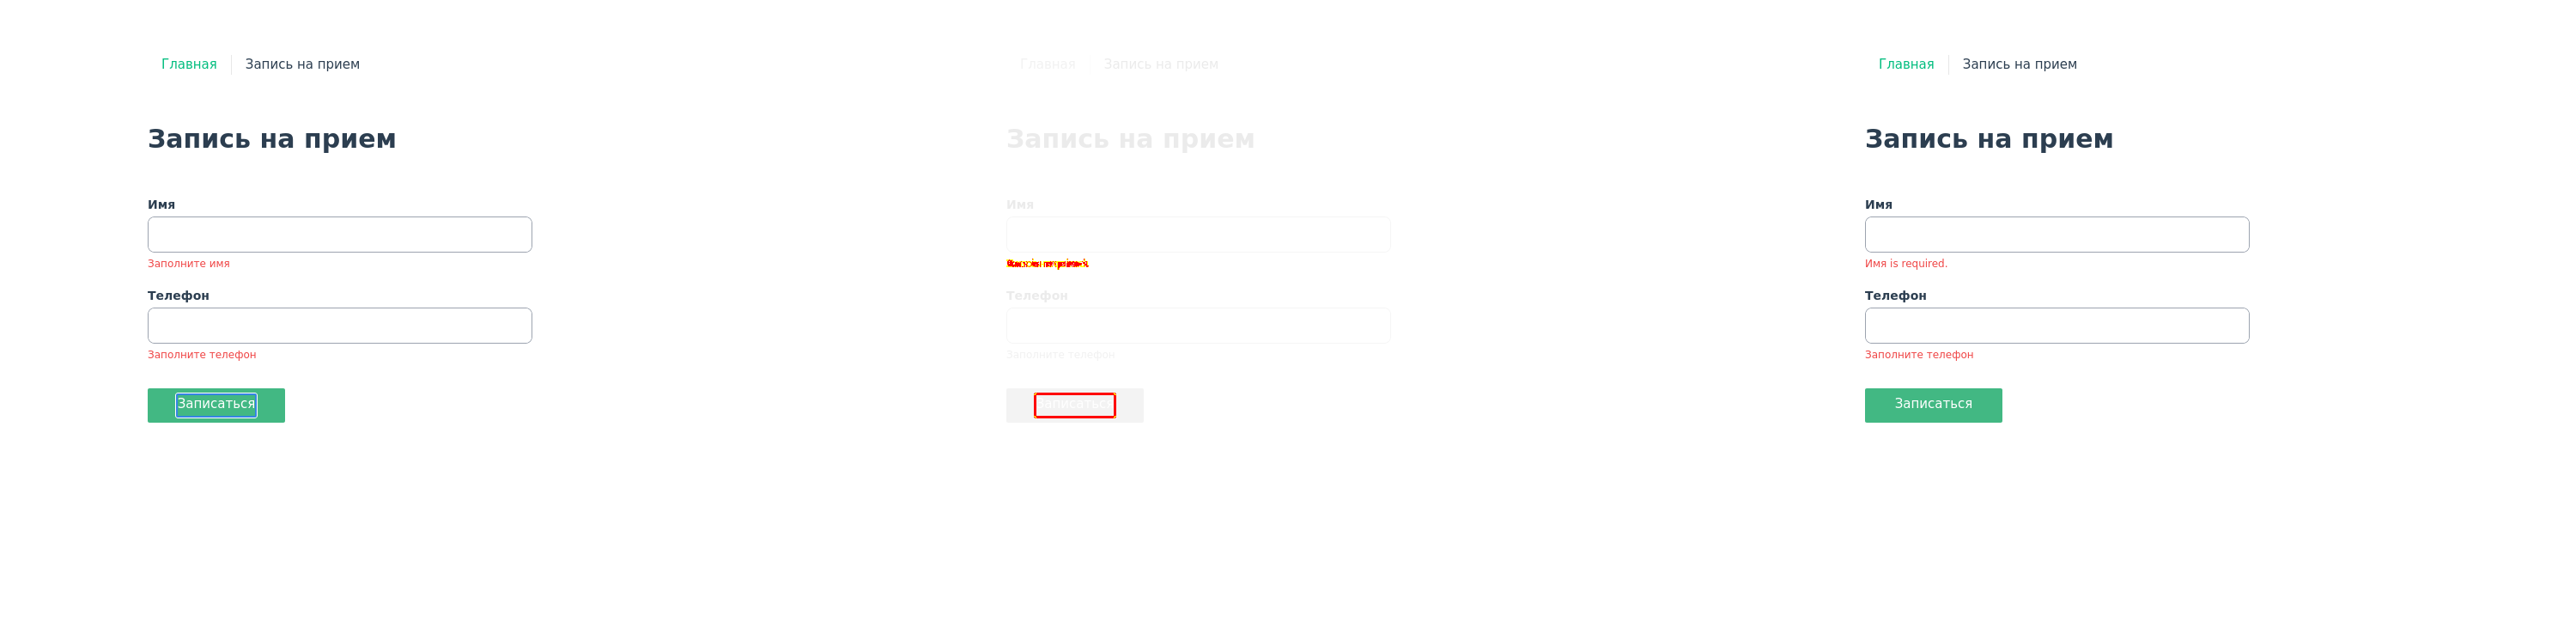 Главная Запись на прием
Запись на прием
Имя
Заполните имя
Телефон
Заполните телефон
Записаться
Главная Запись на прием
Запись на прием
Имя
Телефон
Заполните телефон
Записаться
Главная Запись на прием
Запись на прием
Имя
Имя is required.
Телефон
Заполните телефон
Записаться